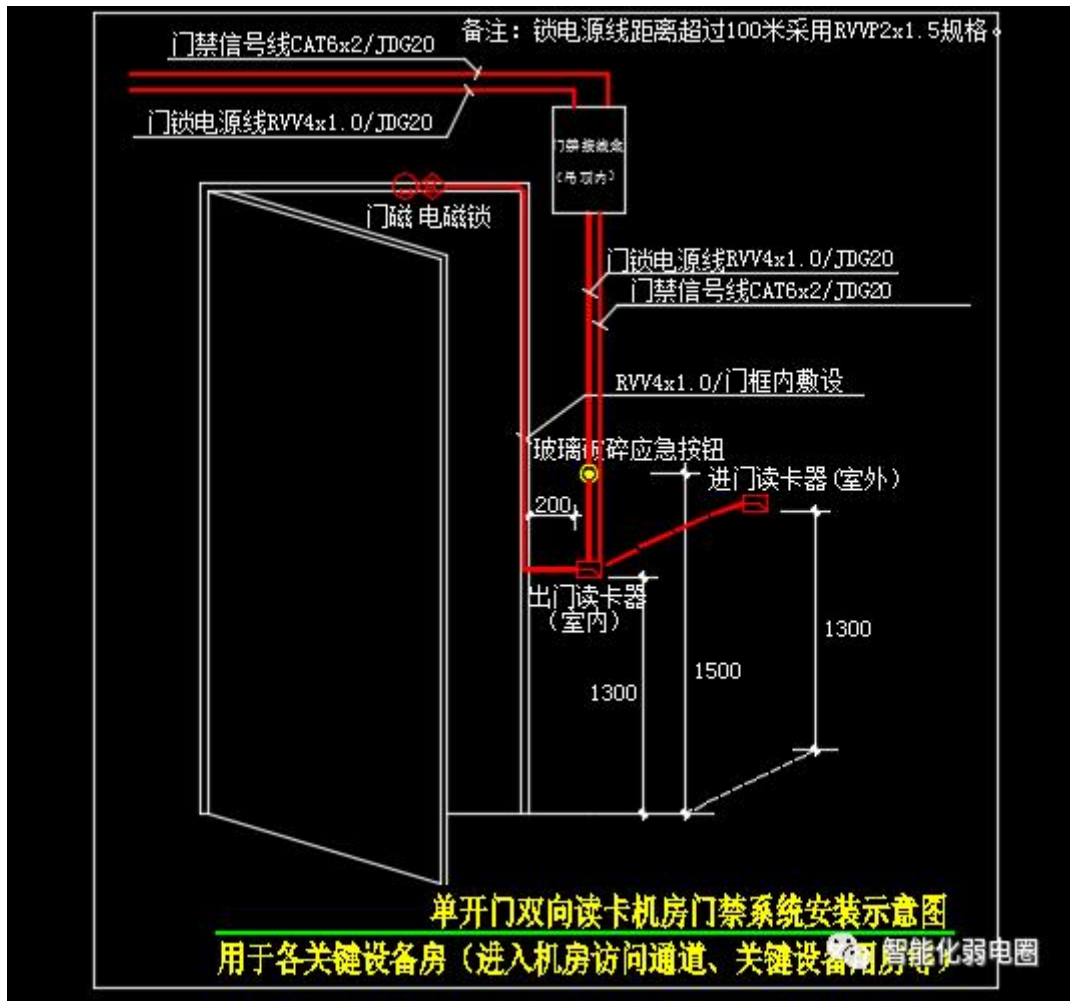 备注：锁电源线距离超过100米采用RVVP2x1.5规格。
门禁信号线CAT6x2/JDG20
门锁电源线RVV4x1.0/JDG20
门禁接线盒
(吊顶内)
门磁 电磁锁
门锁电源线RVV4x1.0/JDG20
门禁信号线CAT6x2/JDG20
RVV4x1.0/门框内敷设
玻璃破碎应急按钮
进门读卡器(室外)
200
出门读卡器
(室内)
1300
1500
1300
单开门双向读卡机房门禁系统安装示意图
用于各关键设备房（进入机房访问通道、关键设备用房等）
智能化弱电圈